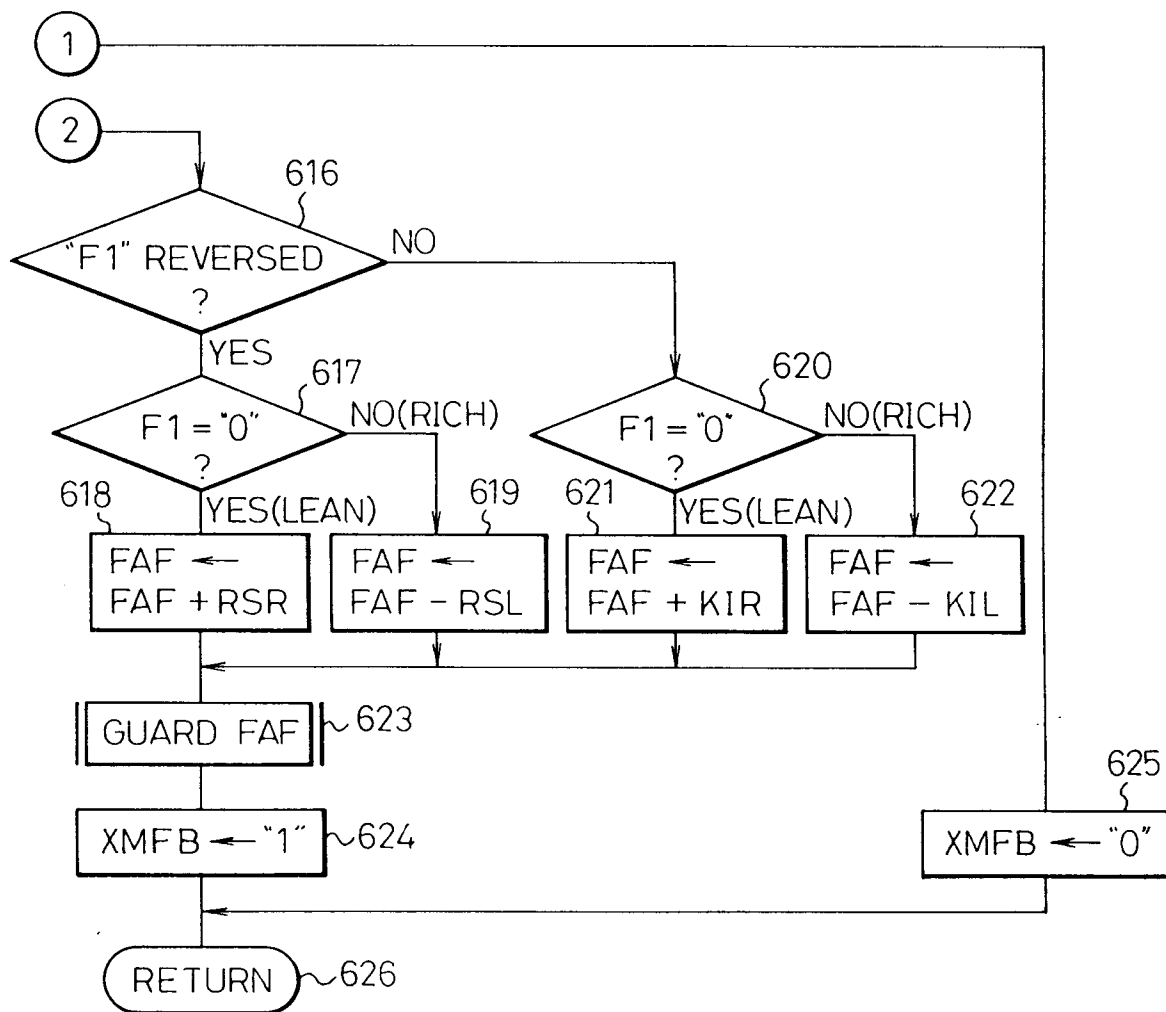 1
2
616
"F1" REVERSED
?
NO
YES
617
F1 = "0"
?
NO(RICH)
YES(LEAN)
620
F1 = "0"
?
NO(RICH)
YES(LEAN)
618
FAF ←
FAF + RSR
619
FAF ←
FAF - RSL
621
FAF ←
FAF + KIR
622
FAF ←
FAF - KIL
GUARD FAF
623
XMFB ← "1"
624
625
XMFB ← "0"
RETURN
626